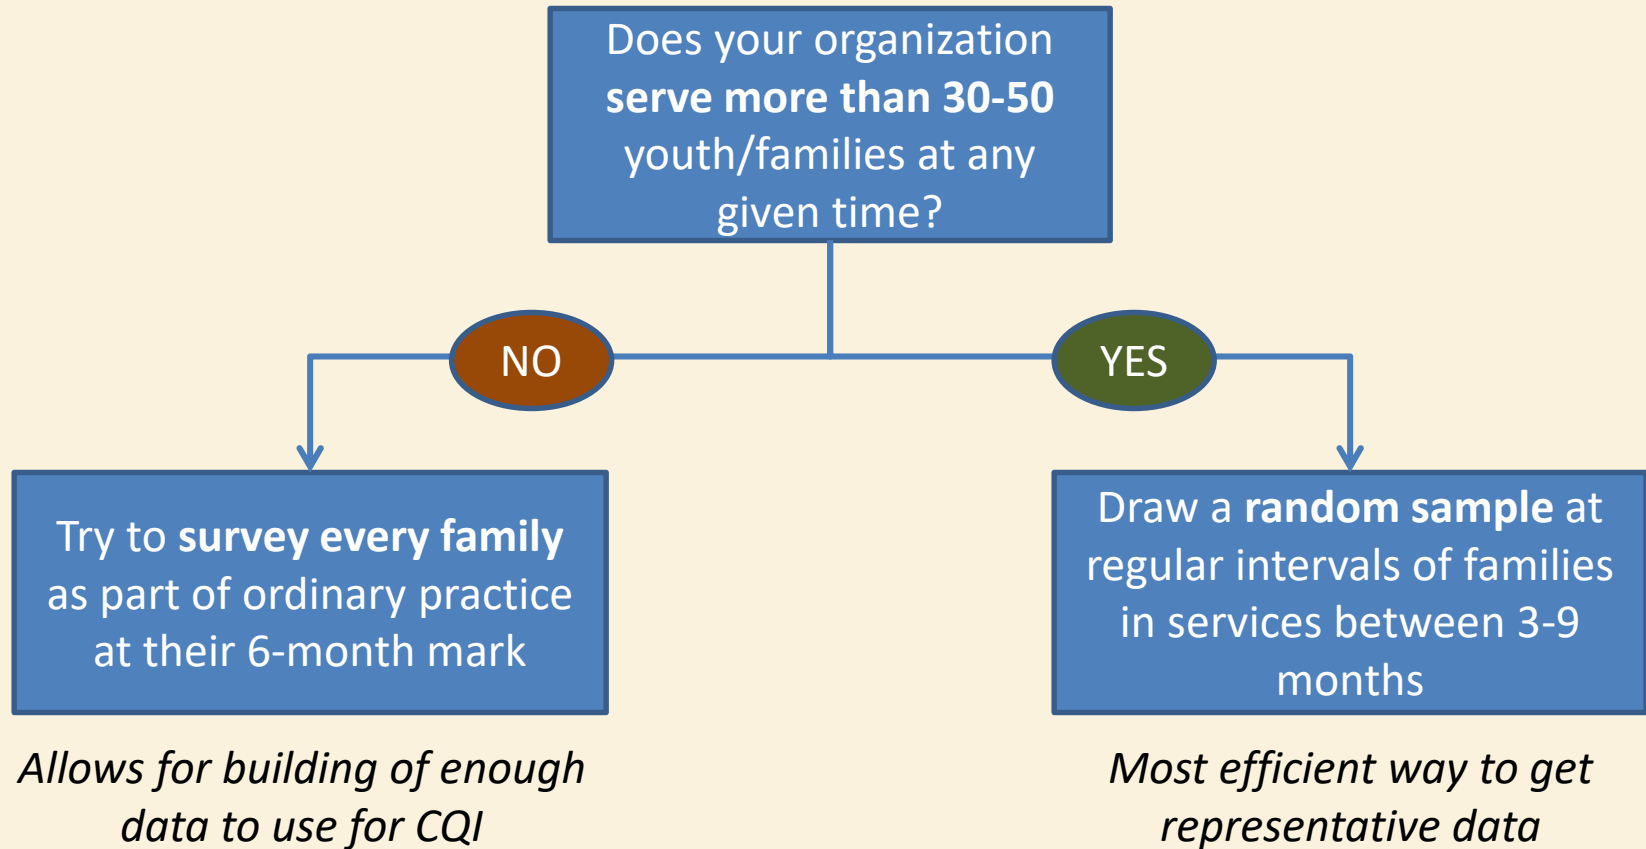 Does your organization
serve more than 30-50
youth/families at any
given time?
NO
YES
Try to survey every family
as part of ordinary practice
at their 6-month mark
Draw a random sample at
regular intervals of families
in services between 3-9
months
Allows for building of enough
data to use for CQI
Most efficient way to get
representative data